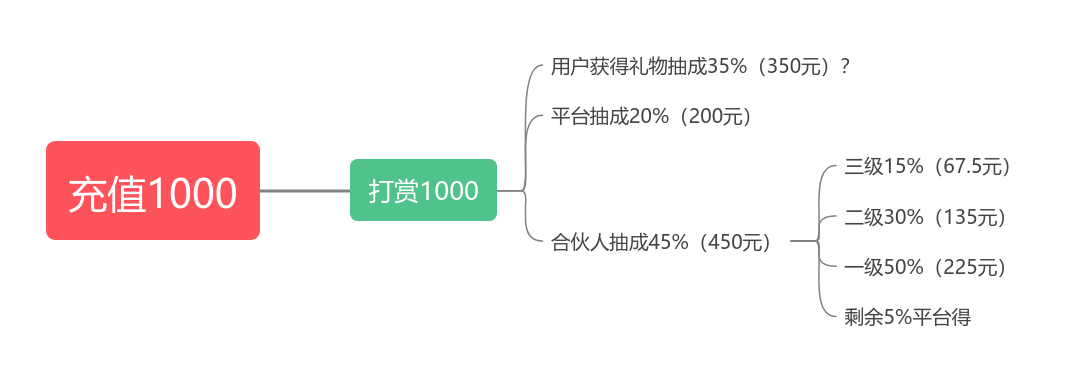 充值1000
打赏1000
用户获得礼物抽成35%（350元）？
平台抽成20%（200元）
合伙人抽成45%（450元）
三级15%（67.5元）
二级30%（135元）
一级50%（225元）
剩余5%平台得